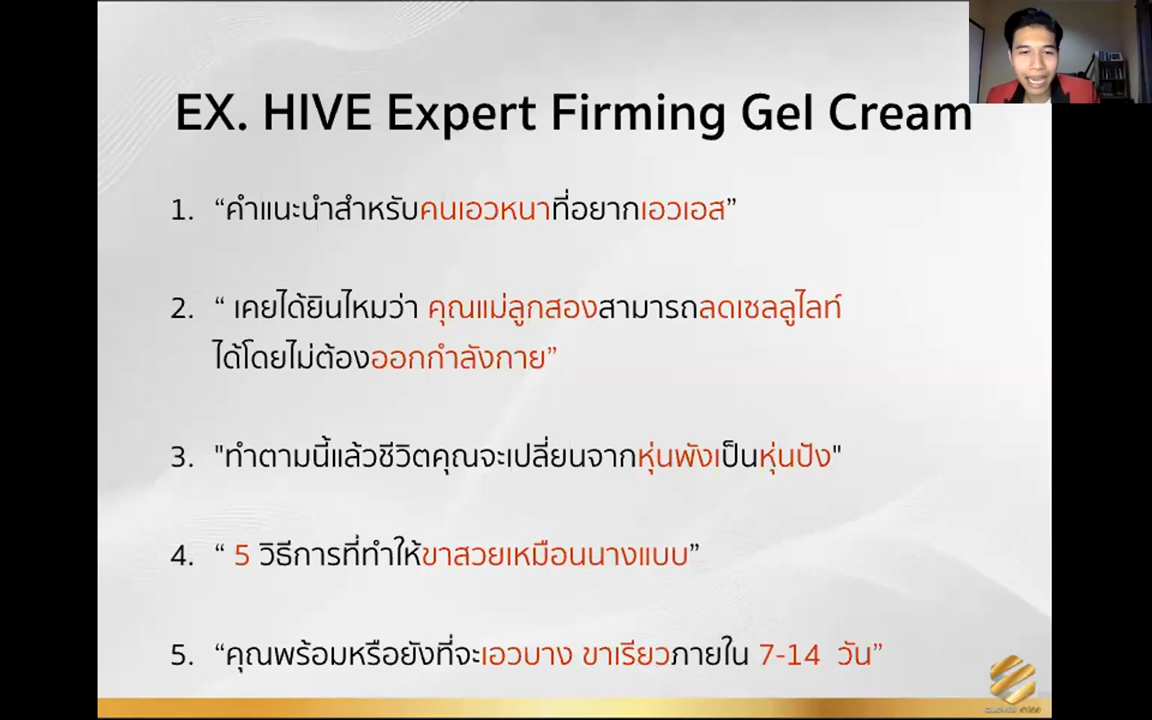 EX. HIVE Expert Firming Gel Cream
1. “คำแนะนำสำหรับคนเอวหนาที่อยากเอวเอส”
2. “ เคยได้ยินไหมว่า คุณแม่ลูกสองสามารถลดเซลลูไลท์
ได้โดยไม่ต้องออกกำลังกาย”
3. "ทำตามนี้แล้วชีวิตคุณจะเปลี่ยนจากหุ่นพังเป็นหุ่นปัง"
4. “ 5 วิธีการที่ทำให้ขาสวยเหมือนนางแบบ”
5. “คุณพร้อมหรือยังที่จะเอวบาง ขาเรียวภายใน 7-14 วัน”